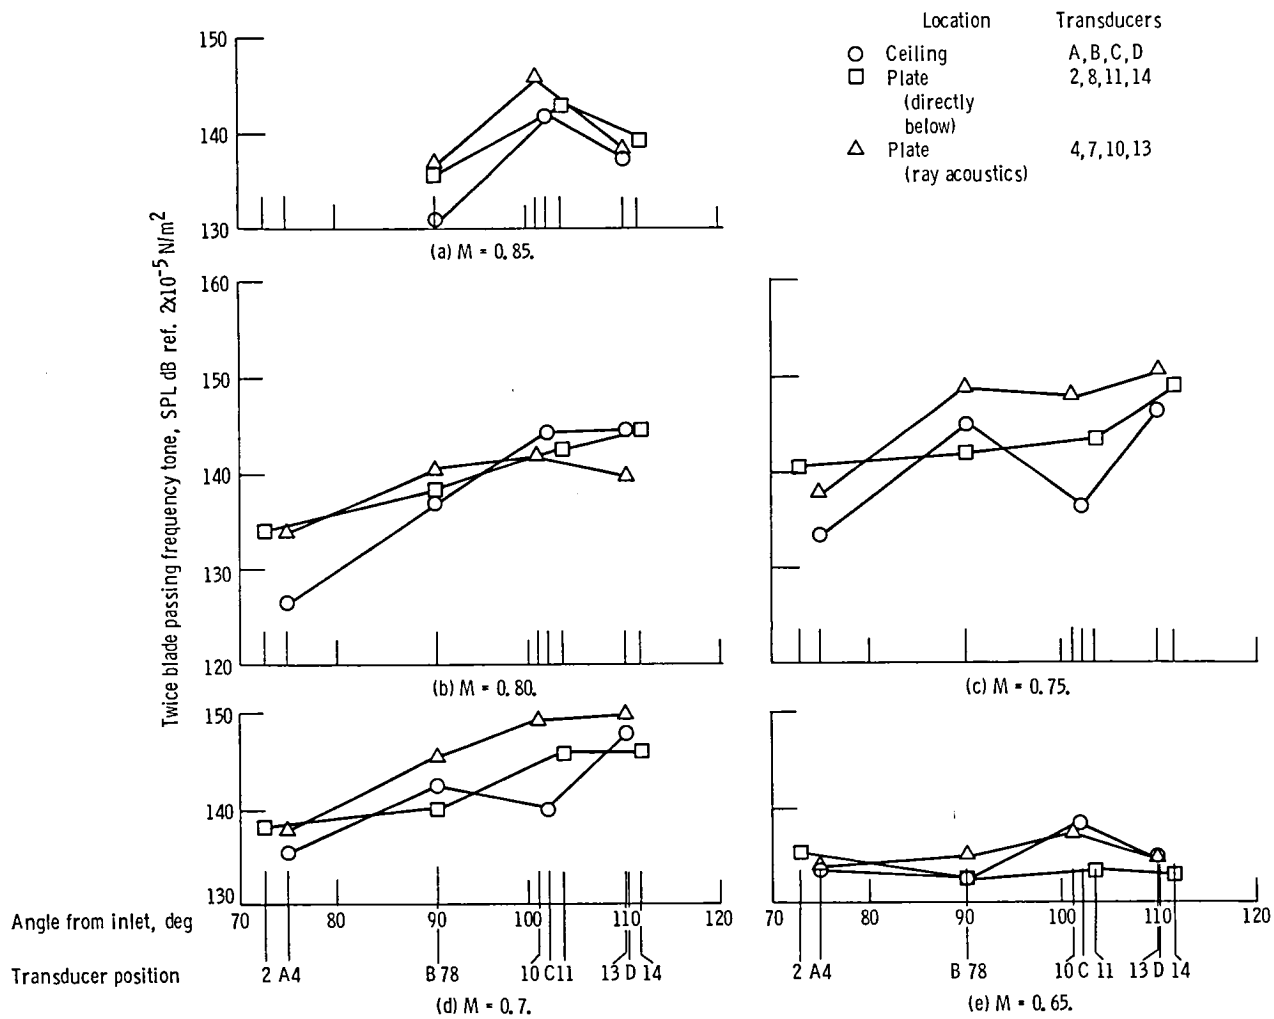 Location Transducers
Ceiling A, B, C, D
Plate 2, 8, 11, 14
(directly
below)
Plate 4, 7, 10, 13
(ray acoustics)
Twice blade passing frequency tone, SPL dB ref. 2x10⁻⁵ N/m²
150
140
130
(a) M = 0.85.
160
150
140
130
120
(b) M = 0.80.
(c) M = 0.75.
150
140
130
Angle from inlet, deg 70 80 90 100 110 120 70 80 90 100 110 120
Transducer position 2 A4 B 78 10 C11 13 D 14 2 A4 B 78 10 C 11 13 D 14
(d) M = 0.7.
(e) M = 0.65.